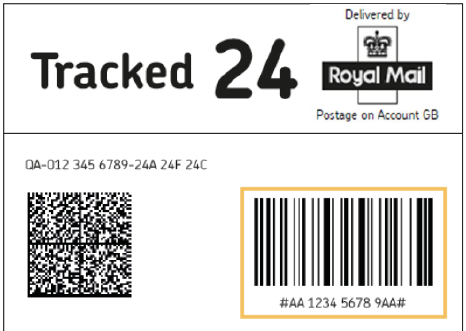 Delivered by
Tracked 24
Royal Mail
Postage on Account GB
QA-012 345 6789-24A 24F 24C
#AA 1234 5678 9AA#